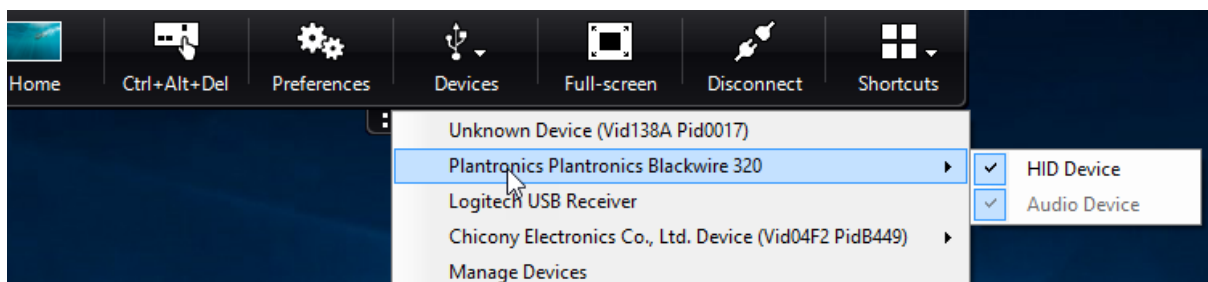 Home Ctrl+Alt+Del Preferences Devices Full-screen Disconnect Shortcuts
Unknown Device (Vid138A Pid0017)
Plantronics Plantronics Blackwire 320
HID Device
Logitech USB Receiver
Audio Device
Chicony Electronics Co., Ltd. Device (Vid04F2 PidB449)
Manage Devices